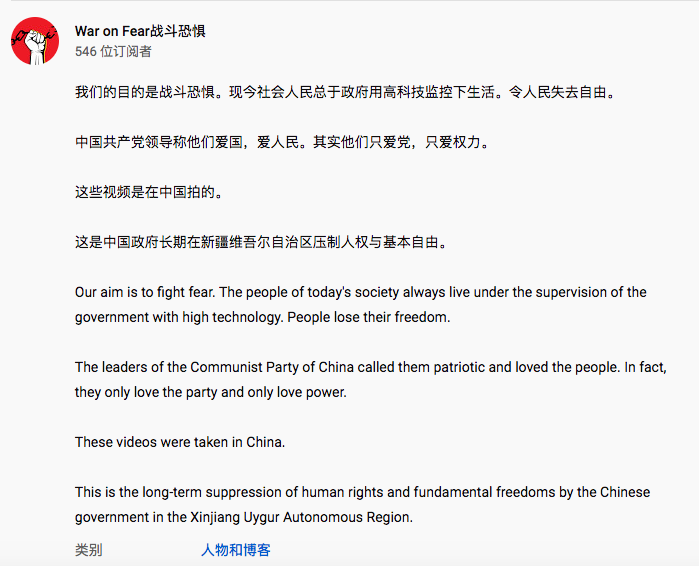 War on Fear战斗恐惧
546 位订阅者
我们的目的是战斗恐惧。现今社会人民总于政府用高科技监控下生活。令人民失去自由。
中国共产党领导称他们爱国，爱人民。其实他们只爱党，只爱权力。
这些视频是在中国拍的。
这是中国政府长期在新疆维吾尔自治区压制人权与基本自由。
Our aim is to fight fear. The people of today's society always live under the supervision of the
government with high technology. People lose their freedom.
The leaders of the Communist Party of China called them patriotic and loved the people. In fact,
they only love the party and only love power.
These videos were taken in China.
This is the long-term suppression of human rights and fundamental freedoms by the Chinese
government in the Xinjiang Uygur Autonomous Region.
类别 人物和博客